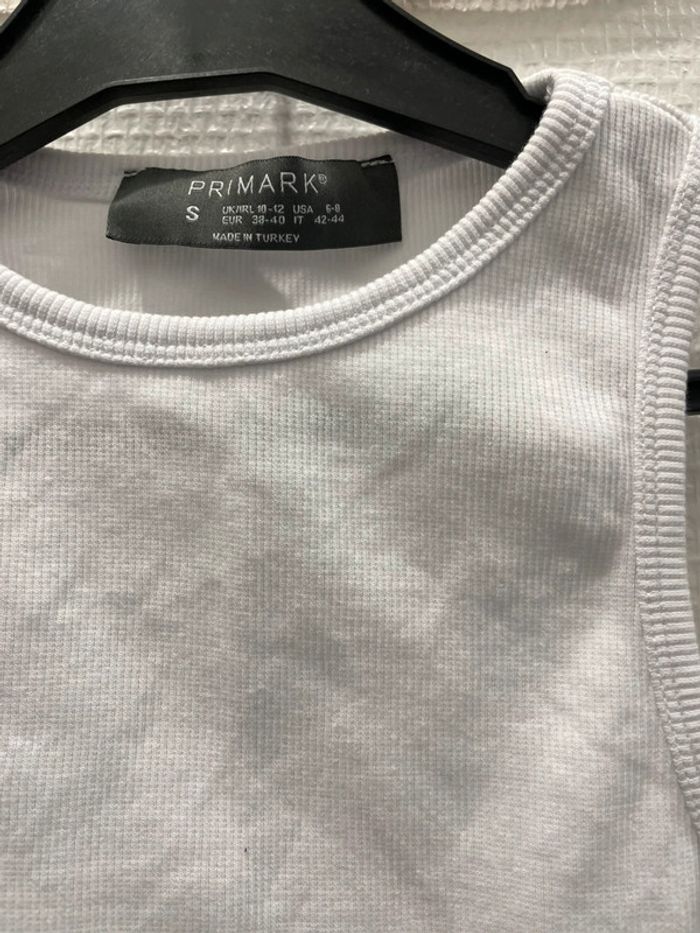 PRIMARK®
S UK/IRL 10-12 USA 6-8
EUR 38-40 IT 42-44
MADE IN TURKEY